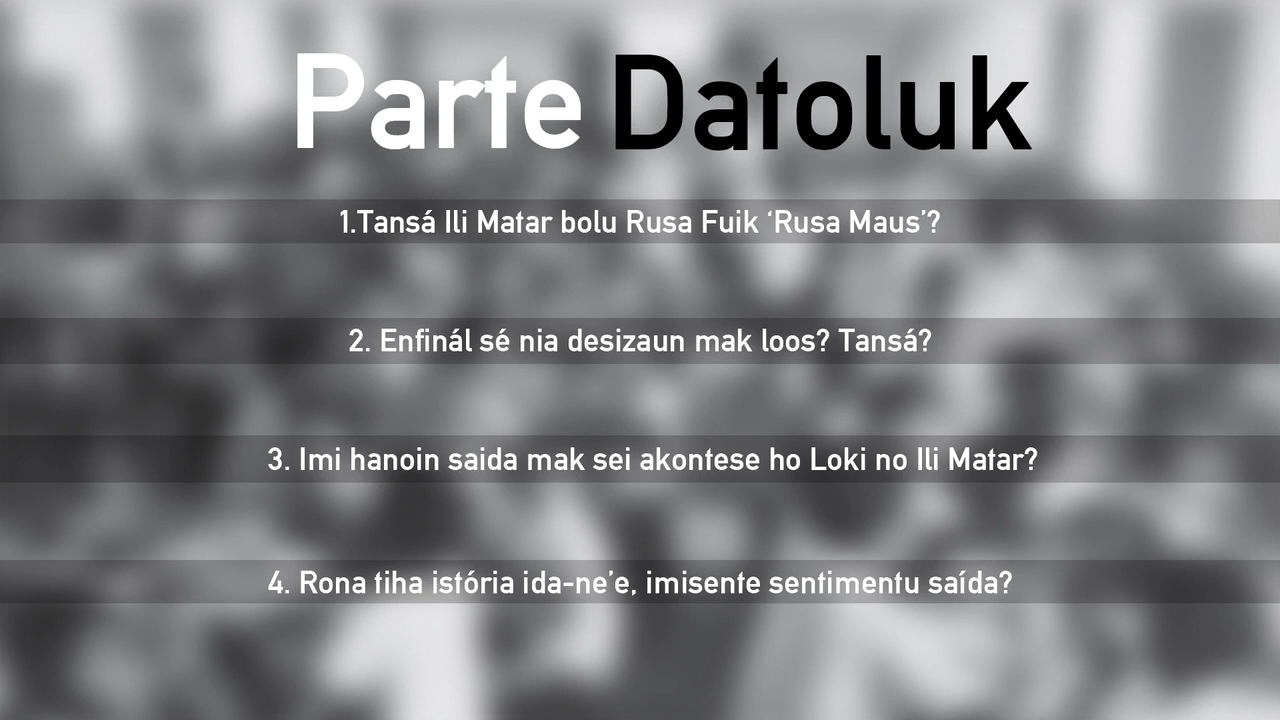 Parte Datoluk
1.Tansá Ili Matar bolu Rusa Fuik ‘Rusa Maus’?
2. Enfinál sé nia desizaun mak loos? Tansá?
3. Imi hanoin saida mak sei akontese ho Loki no Ili Matar?
4. Rona tiha istória ida-ne’e, imisente sentimentu saída?